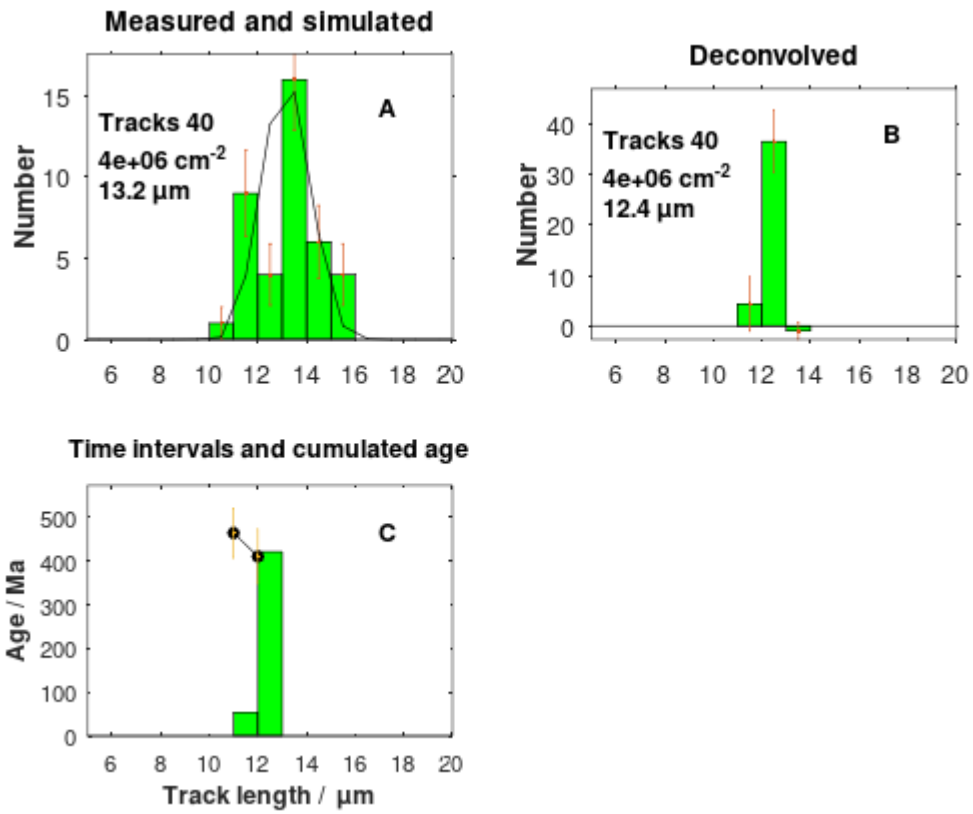 Measured and simulated
Number
15
10
5
0
Tracks 40
4e+06 cm-2
13.2 µm
A
6 8 10 12 14 16 18 20
Deconvolved
Number
40
30
20
10
0
Tracks 40
4e+06 cm-2
12.4 µm
B
6 8 10 12 14 16 18 20
Time intervals and cumulated age
Age / Ma
500
400
300
200
100
0
C
6 8 10 12 14 16 18 20
Track length / µm